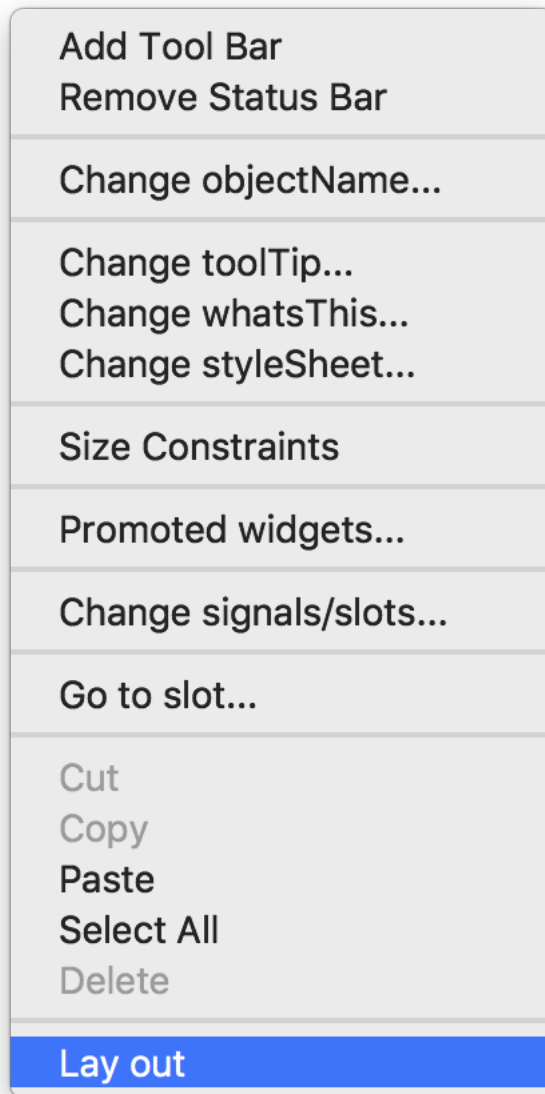 Add Tool Bar
Remove Status Bar
Change objectName...
Change toolTip...
Change whatsThis...
Change styleSheet...
Size Constraints
Promoted widgets...
Change signals/slots...
Go to slot...
Cut
Copy
Paste
Select All
Delete
Lay out